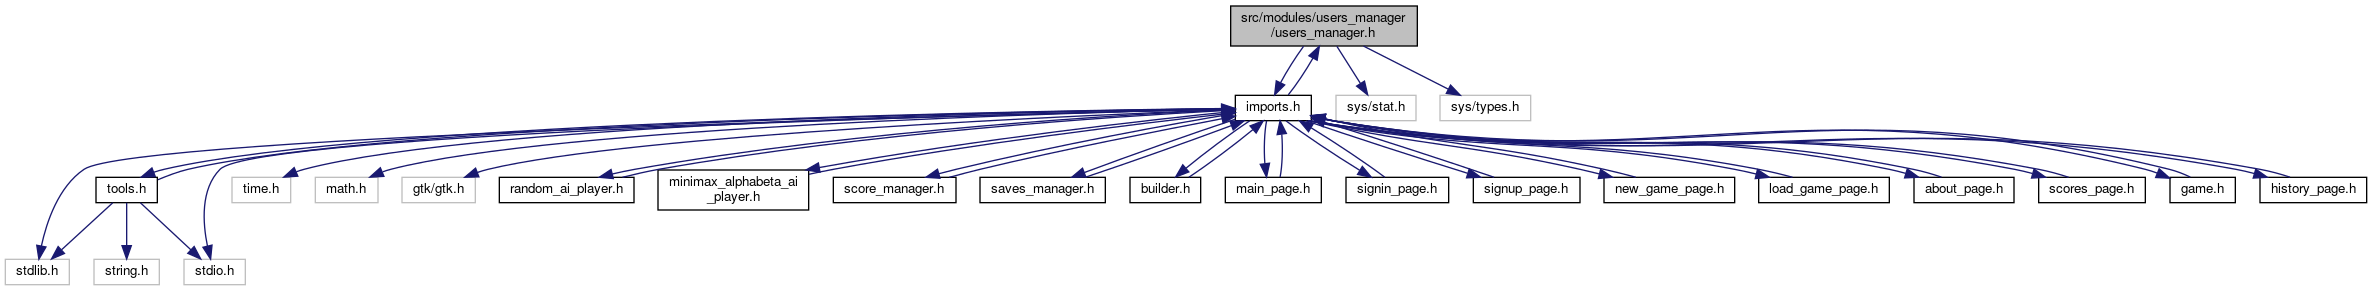 src/modules/users_manager
/users_manager.h
imports.h
sys/stat.h
sys/types.h
tools.h
time.h
math.h
gtk/gtk.h
random_ai_player.h
minimax_alphabeta_ai
_player.h
score_manager.h
saves_manager.h
builder.h
main_page.h
signin_page.h
signup_page.h
new_game_page.h
load_game_page.h
about_page.h
scores_page.h
game.h
history_page.h
stdlib.h
string.h
stdio.h